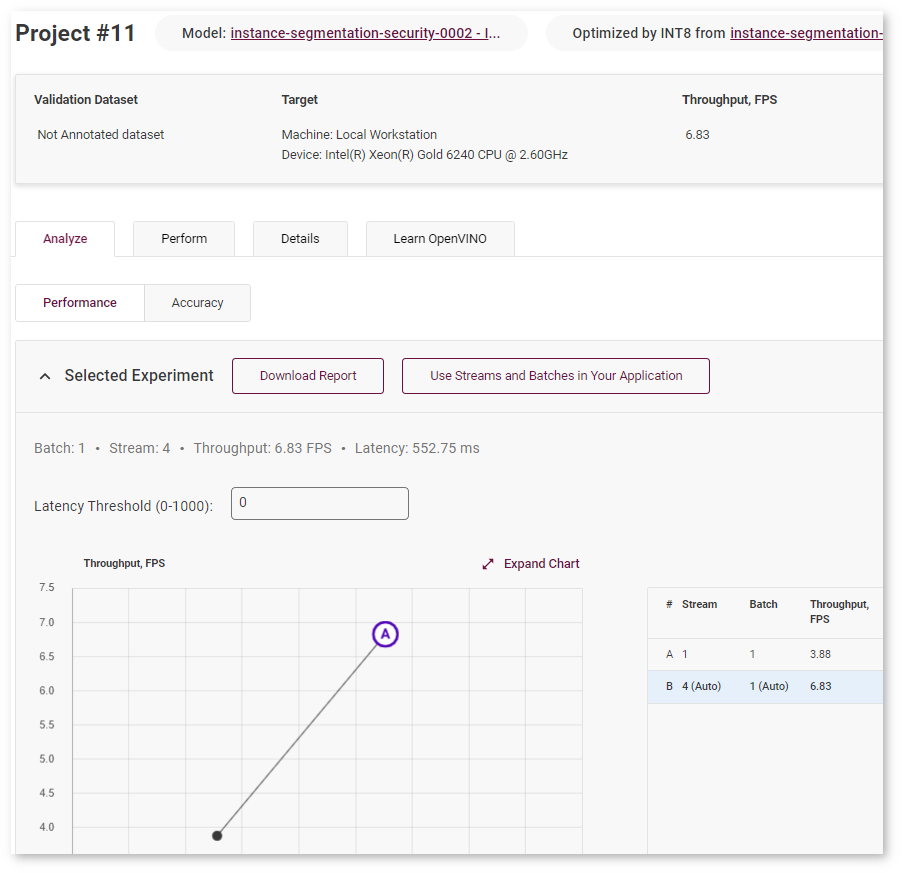 Project #11
Model: instance-segmentation-security-0002 - I...
Optimized by INT8 from instance-segmentation-
Validation Dataset
Target
Throughput, FPS
Not Annotated dataset
Machine: Local Workstation
6.83
Device: Intel(R) Xeon(R) Gold 6240 CPU @ 2.60GHz
Analyze
Perform
Details
Learn OpenVINO
Performance
Accuracy
Selected Experiment
Download Report
Use Streams and Batches in Your Application
Batch: 1 • Stream: 4 • Throughput: 6.83 FPS • Latency: 552.75 ms
Latency Threshold (0-1000):
0
Throughput, FPS
Expand Chart
7.5
7.0
6.5
6.0
5.5
5.0
4.5
4.0
A
# Stream Batch Throughput,
FPS
A 1 1 3.88
B 4 (Auto) 1 (Auto) 6.83